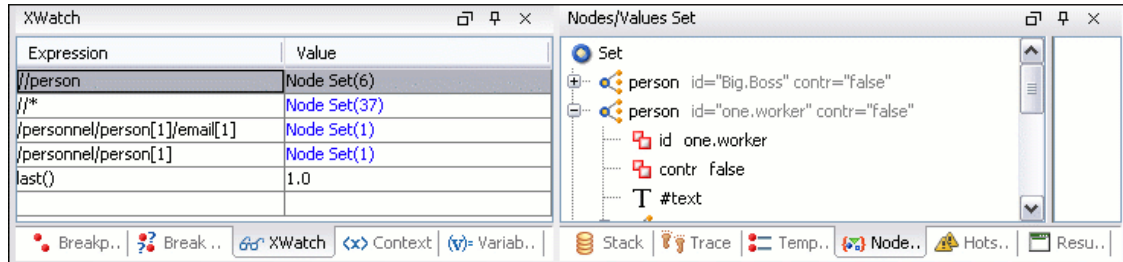 XWatch
Expression Value
//person Node Set(6)
//* Node Set(37)
/personnel/person[1]/email[1] Node Set(1)
/personnel/person[1] Node Set(1)
last() 1.0
Breakp.. Break .. XWatch <x> Context (v)= Variab..
Nodes/Values Set
Set
person id="Big.Boss" contr="false"
person id="one.worker" contr="false"
id one.worker
contr false
T #text
Stack Trace Temp.. Node.. Hots.. Resu..